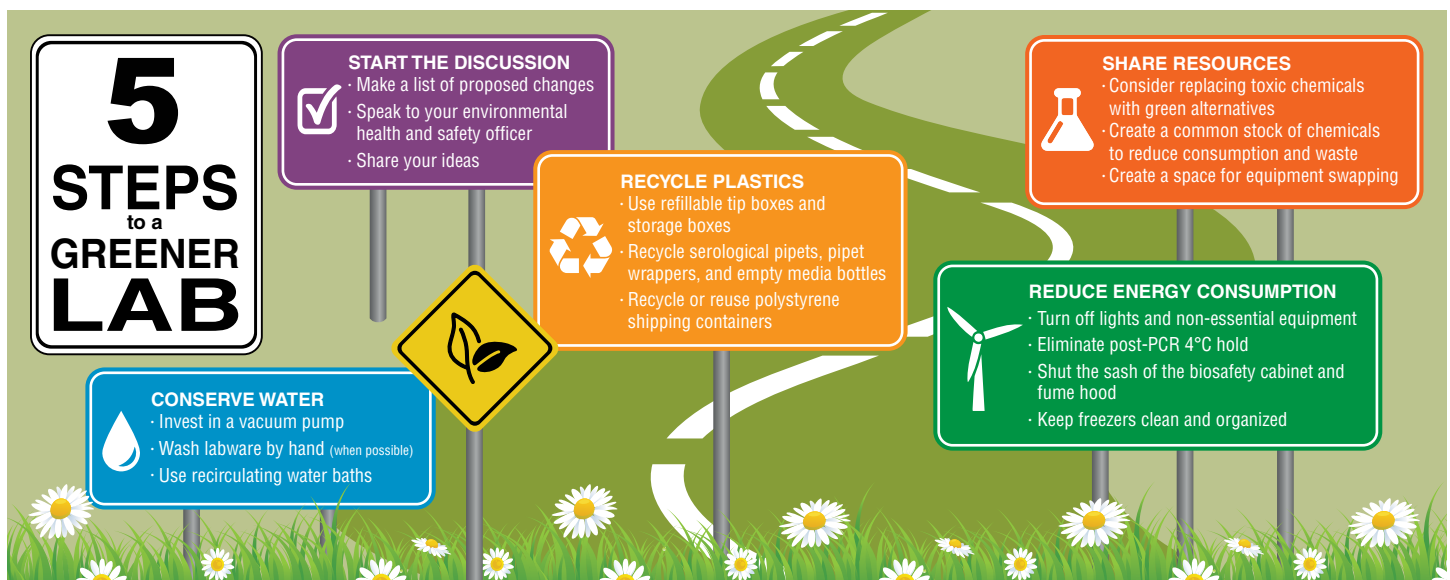 5
STEPS
to a
GREENER
LAB
START THE DISCUSSION
· Make a list of proposed changes
· Speak to your environmental
health and safety officer
· Share your ideas
CONSERVE WATER
· Invest in a vacuum pump
· Wash labware by hand (when possible)
· Use recirculating water baths
RECYCLE PLASTICS
· Use refillable tip boxes and
storage boxes
· Recycle serological pipets, pipet
wrappers, and empty media bottles
· Recycle or reuse polystyrene
shipping containers
SHARE RESOURCES
· Consider replacing toxic chemicals
with green alternatives
· Create a common stock of chemicals
to reduce consumption and waste
· Create a space for equipment swapping
REDUCE ENERGY CONSUMPTION
· Turn off lights and non-essential equipment
· Eliminate post-PCR 4°C hold
· Shut the sash of the biosafety cabinet and
fume hood
· Keep freezers clean and organized